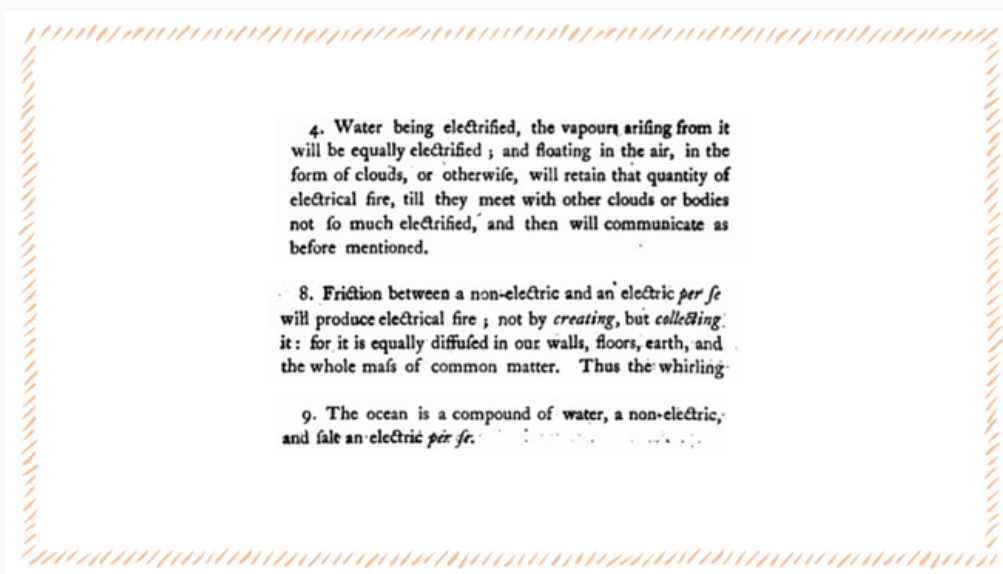 4. Water being electrified, the vapours ariſing from it
will be equally electrified ; and floating in the air, in the
form of clouds, or otherwiſe, will retain that quantity of
electrical fire, till they meet with other clouds or bodies
not ſo much electrified, and then will communicate as
before mentioned.
8. Friction between a non-electric and an electric per ſe
will produce electrical fire ; not by creating, but collecting
it: for it is equally diffuſed in our walls, floors, earth, and
the whole maſs of common matter. Thus the whirling
9. The ocean is a compound of water, a non-electric,
and ſalt an electric per ſe.